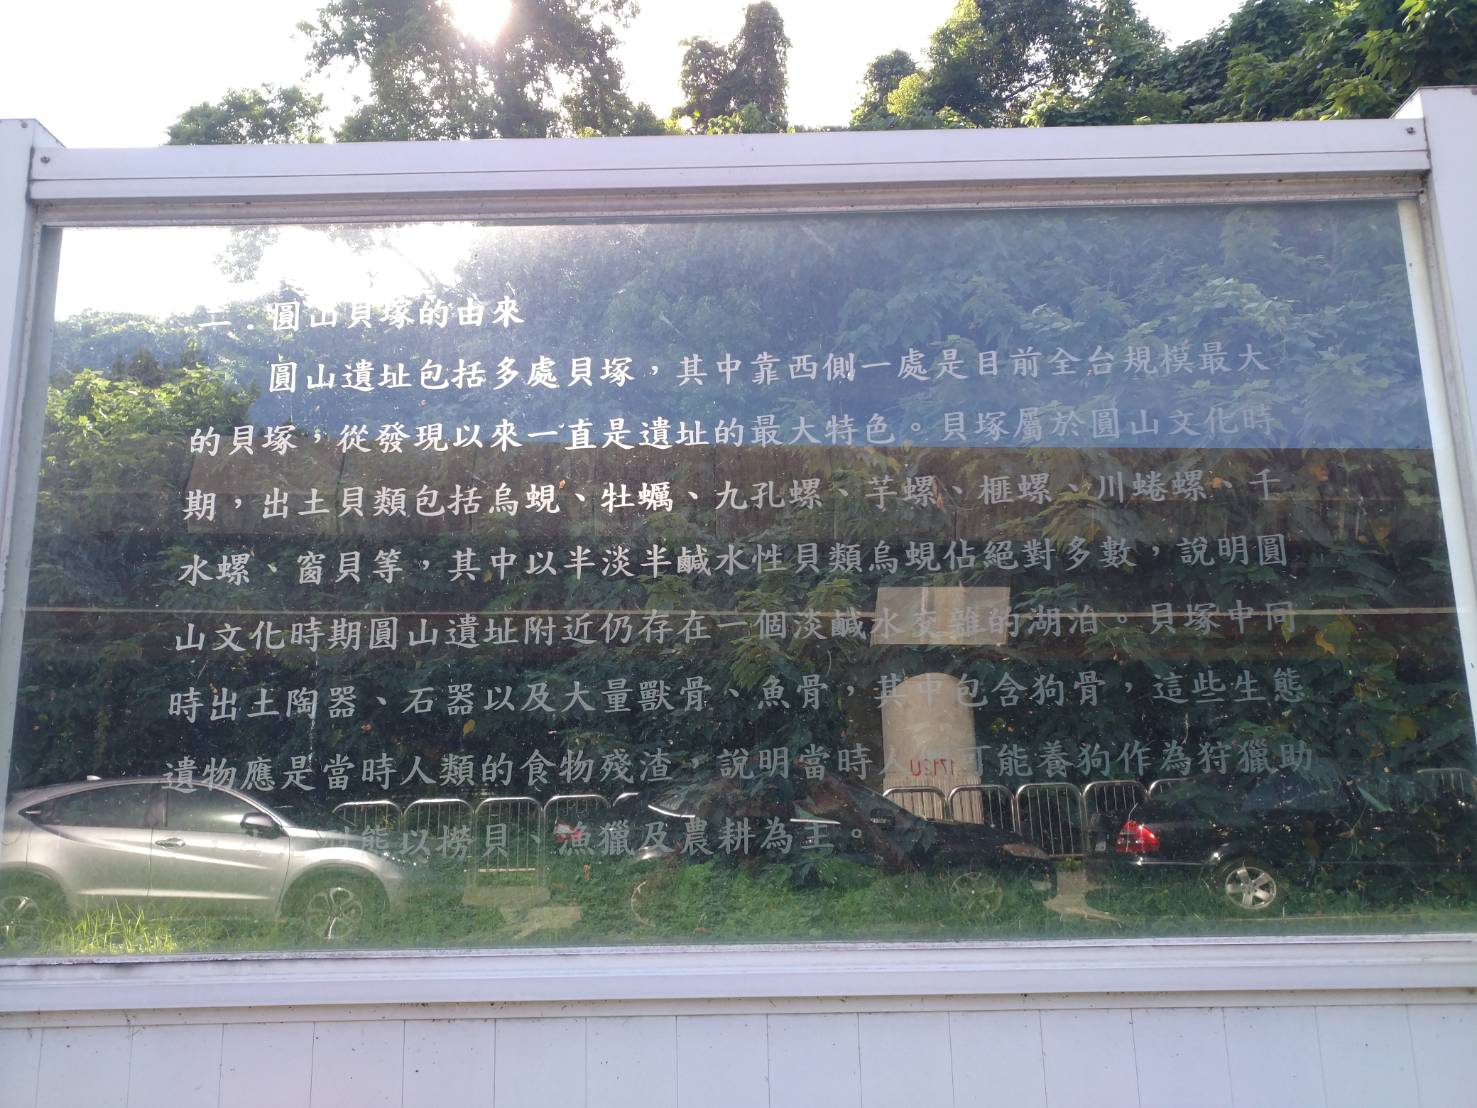 二．圓山貝塚的由來
圓山遺址包括多處貝塚，其中靠西側一處是目前全台規模最大
的貝塚，從發現以來一直是遺址的最大特色。貝塚屬於圓山文化時
期，出土貝類包括烏蜆、牡蠣、九孔螺、芋螺、榧螺、川蜷螺、千
水螺、窗貝等，其中以半淡半鹹水性貝類烏蜆佔絕對多數，說明圓
山文化時期圓山遺址附近仍存在一個淡鹹水交雜的湖泊。貝塚中同
時出土陶器、石器以及大量獸骨、魚骨，其中包含狗骨，這些生態
遺物應是當時人類的食物殘渣，說明當時人 可能養狗作為狩獵助
，生 型態以撈貝、漁獵及農耕為主。
1712U